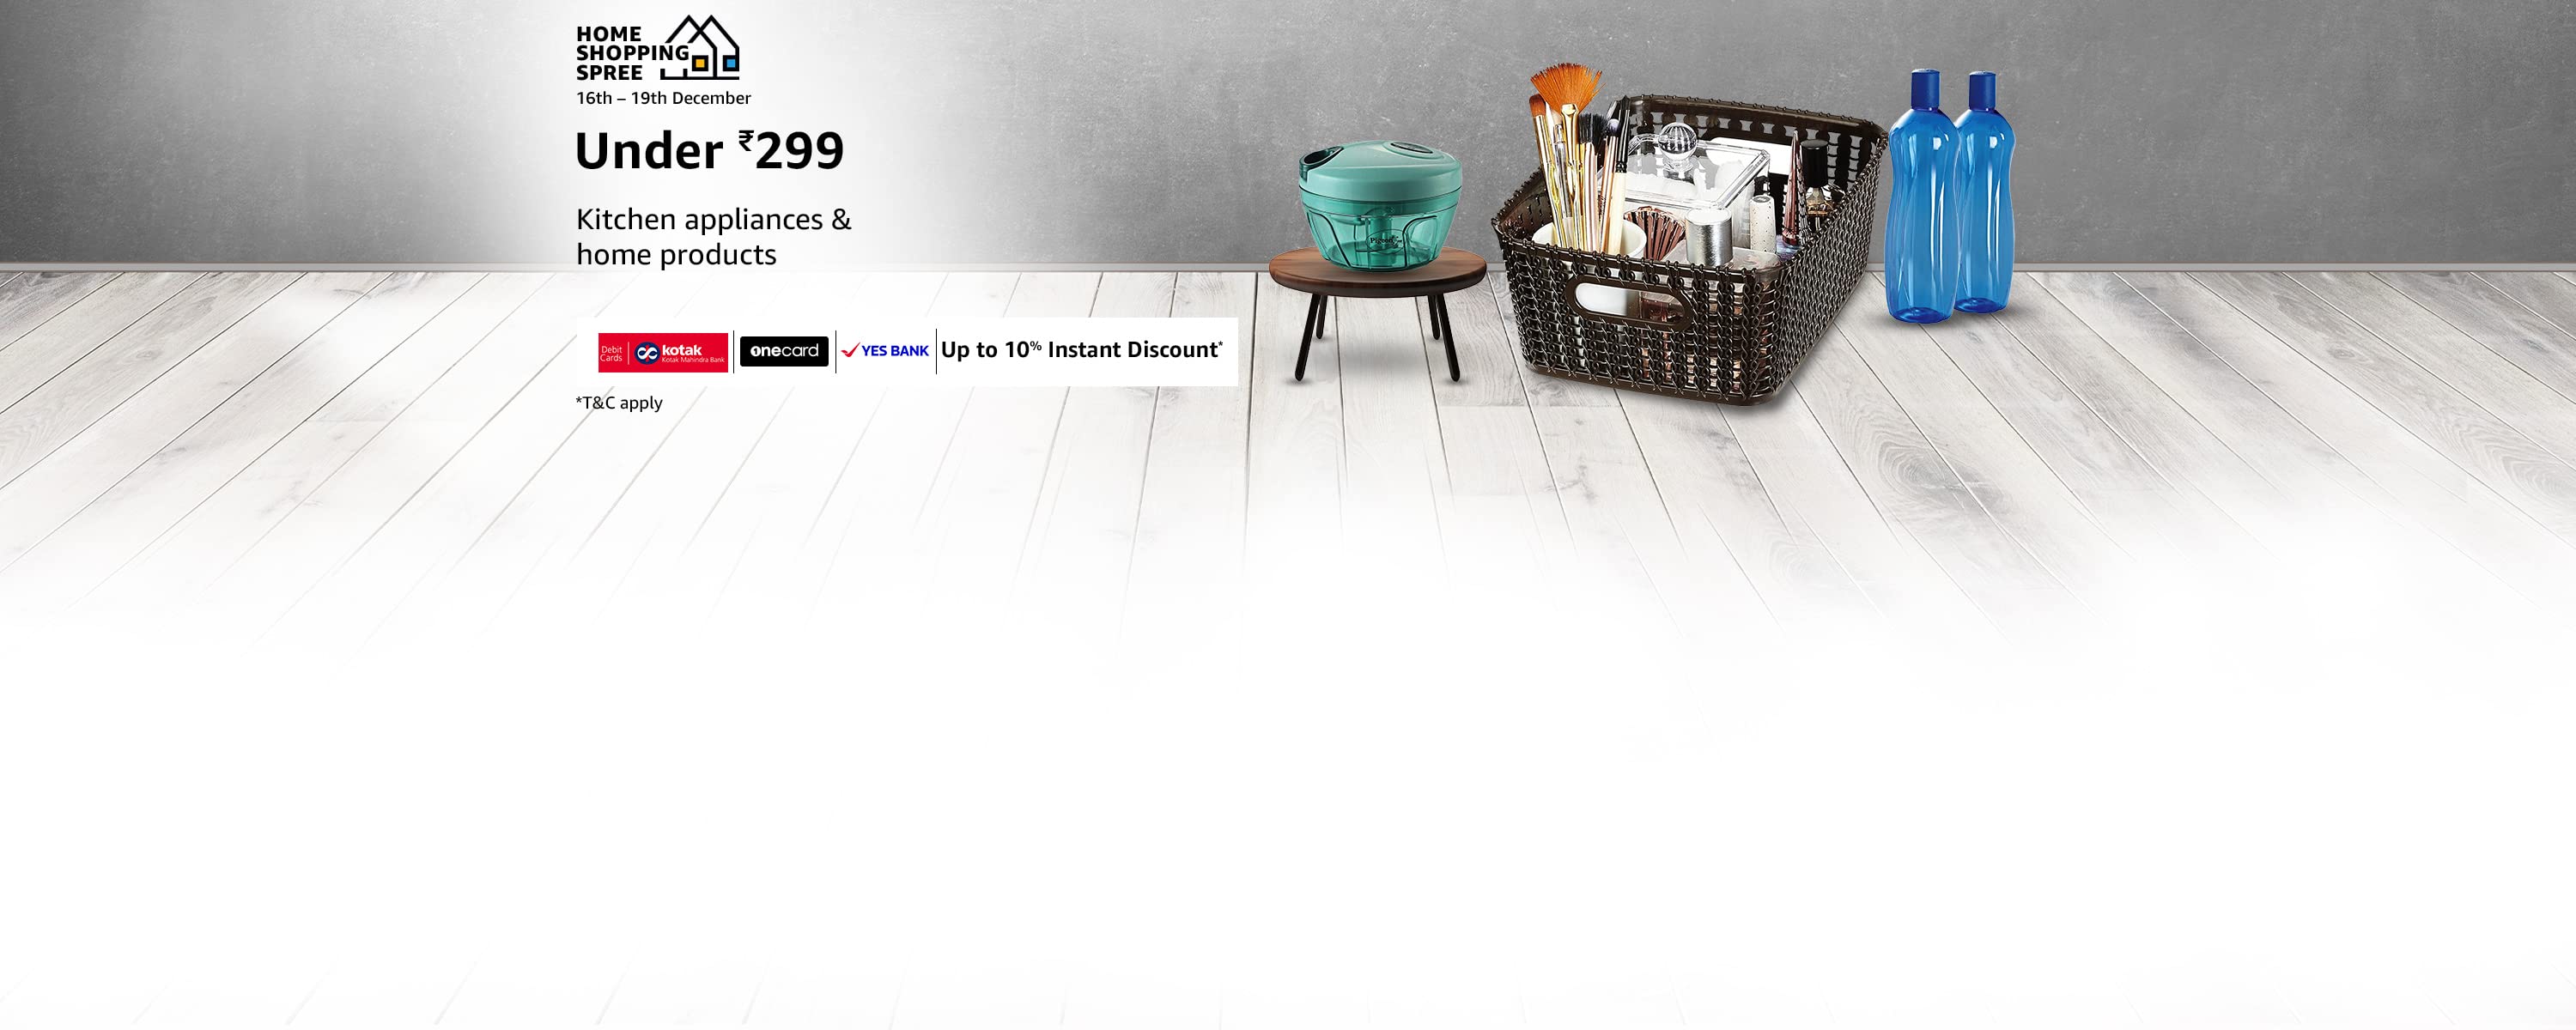 HOME
SHOPPING
SPREE
16th – 19th December
Under ₹299
Kitchen appliances &
home products
Debit
Cards
kotak
Kotak Mahindra Bank
onecard
YES BANK
Up to 10% Instant Discount*
*T&C apply
Pigeon